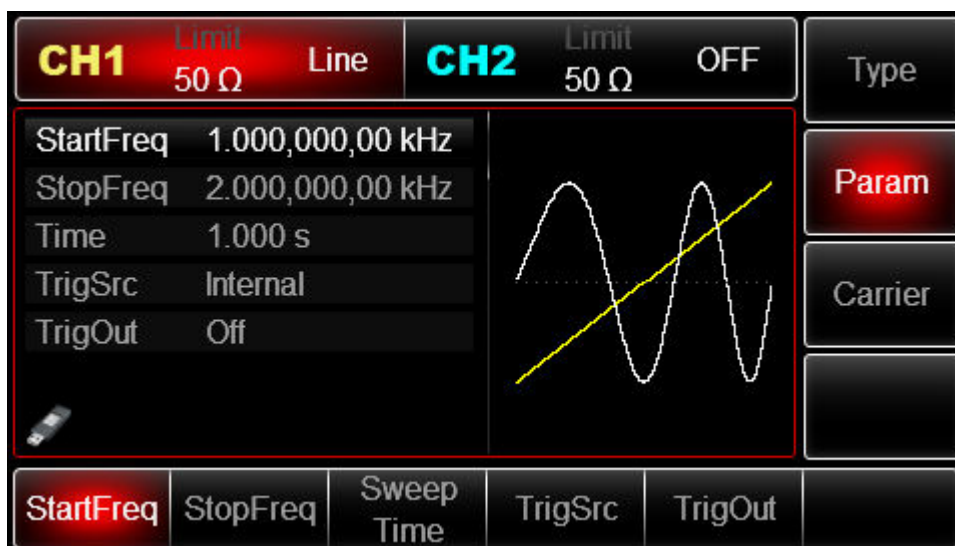 CH1 Limit 50 Ω Line CH2 Limit 50 Ω OFF
Type
StartFreq 1.000,000,00 kHz
StopFreq 2.000,000,00 kHz
Time 1.000 s
TrigSrc Internal
TrigOut Off
Param
Carrier
StartFreq StopFreq Sweep Time TrigSrc TrigOut